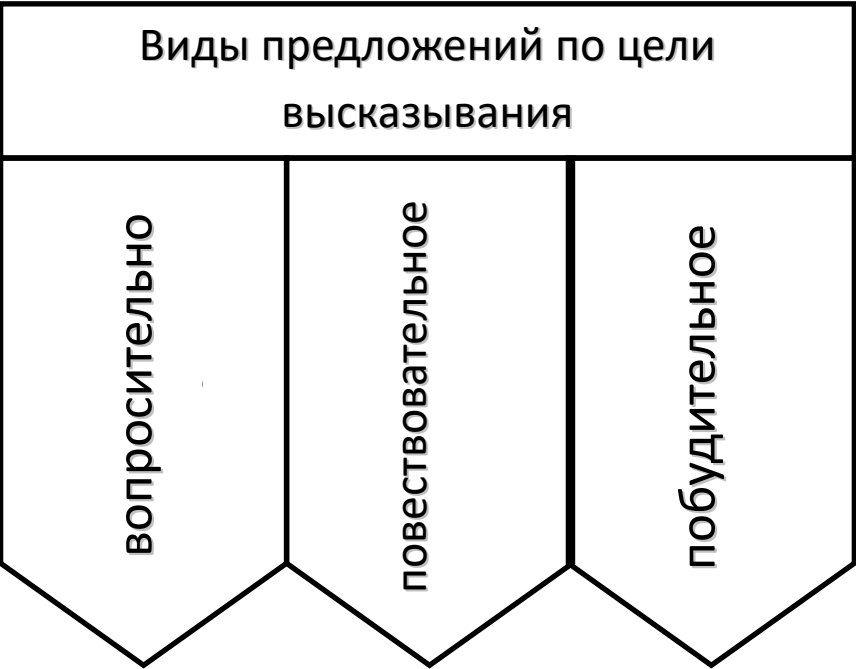 Виды предложений по цели
высказывания
вопросительно
повествовательное
побудительное